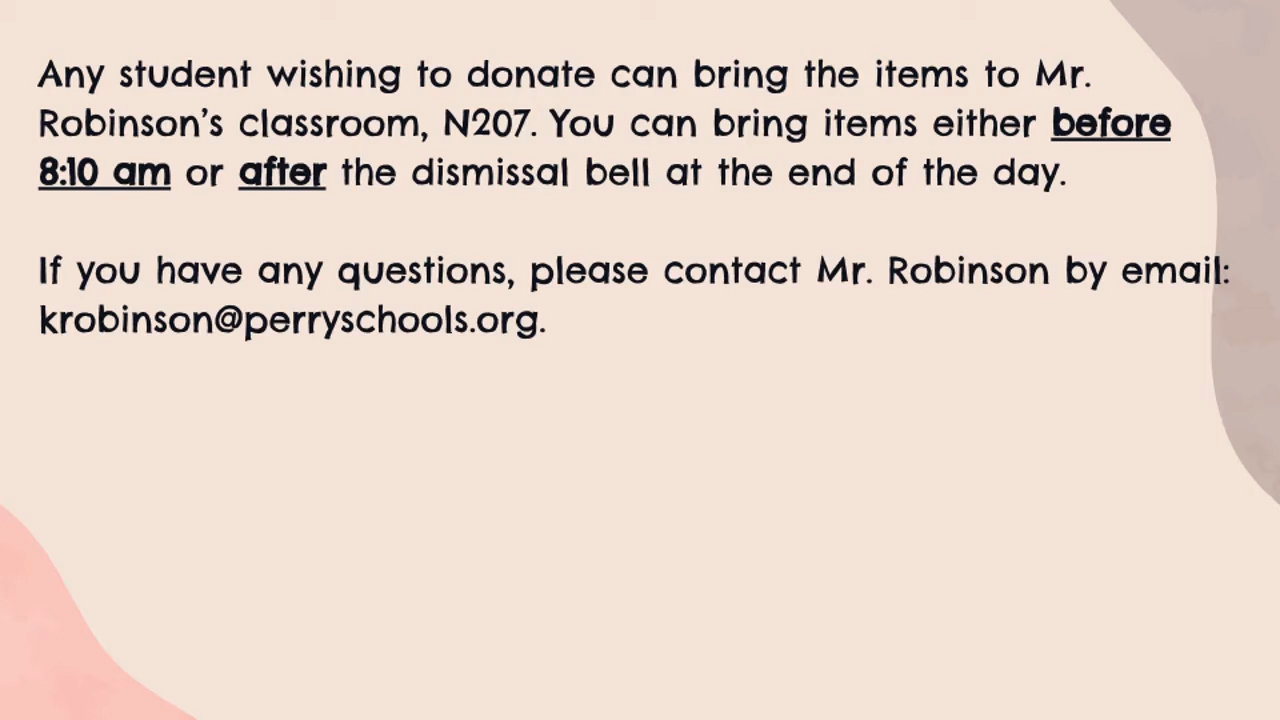 Any student wishing to donate can bring the items to Mr.
Robinson’s classroom, N207. You can bring items either before
8:10 am or after the dismissal bell at the end of the day.
If you have any questions, please contact Mr. Robinson by email:
krobinson@perryschools.org.